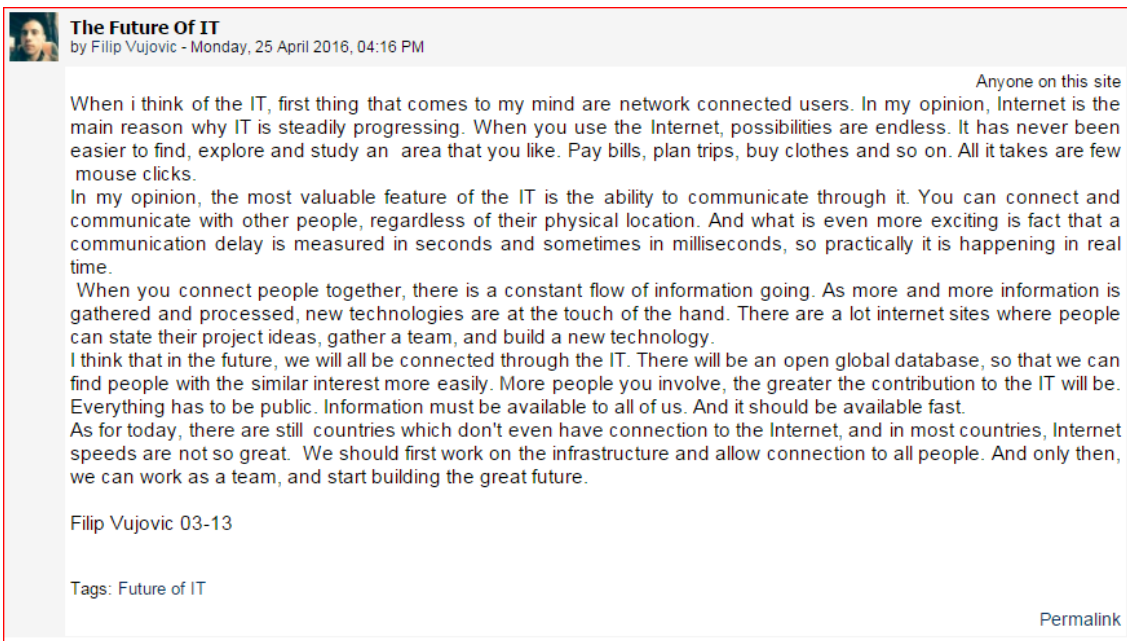 The Future Of IT
by Filip Vujovic - Monday, 25 April 2016, 04:16 PM
Anyone on this site
When i think of the IT, first thing that comes to my mind are network connected users. In my opinion, Internet is the
main reason why IT is steadily progressing. When you use the Internet, possibilities are endless. It has never been
easier to find, explore and study an area that you like. Pay bills, plan trips, buy clothes and so on. All it takes are few
mouse clicks.
In my opinion, the most valuable feature of the IT is the ability to communicate through it. You can connect and
communicate with other people, regardless of their physical location. And what is even more exciting is fact that a
communication delay is measured in seconds and sometimes in milliseconds, so practically it is happening in real
time.
When you connect people together, there is a constant flow of information going. As more and more information is
gathered and processed, new technologies are at the touch of the hand. There are a lot internet sites where people
can state their project ideas, gather a team, and build a new technology.
I think that in the future, we will all be connected through the IT. There will be an open global database, so that we can
find people with the similar interest more easily. More people you involve, the greater the contribution to the IT will be.
Everything has to be public. Information must be available to all of us. And it should be available fast.
As for today, there are still countries which don't even have connection to the Internet, and in most countries, Internet
speeds are not so great. We should first work on the infrastructure and allow connection to all people. And only then,
we can work as a team, and start building the great future.
Filip Vujovic 03-13
Tags: Future of IT
Permalink